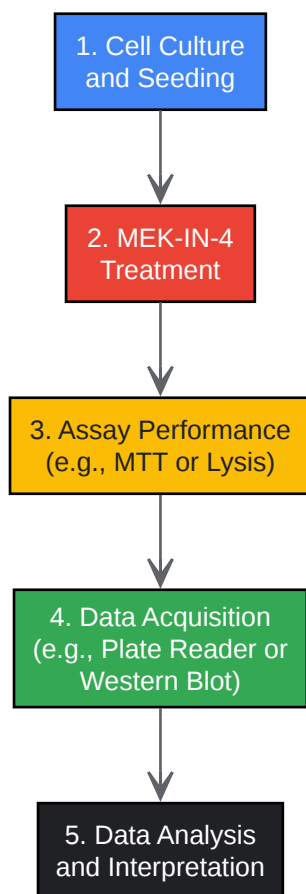 1. Cell Culture
and Seeding
2. MEK-IN-4
Treatment
3. Assay Performance
(e.g., MTT or Lysis)
4. Data Acquisition
(e.g., Plate Reader or
Western Blot)
5. Data Analysis
and Interpretation